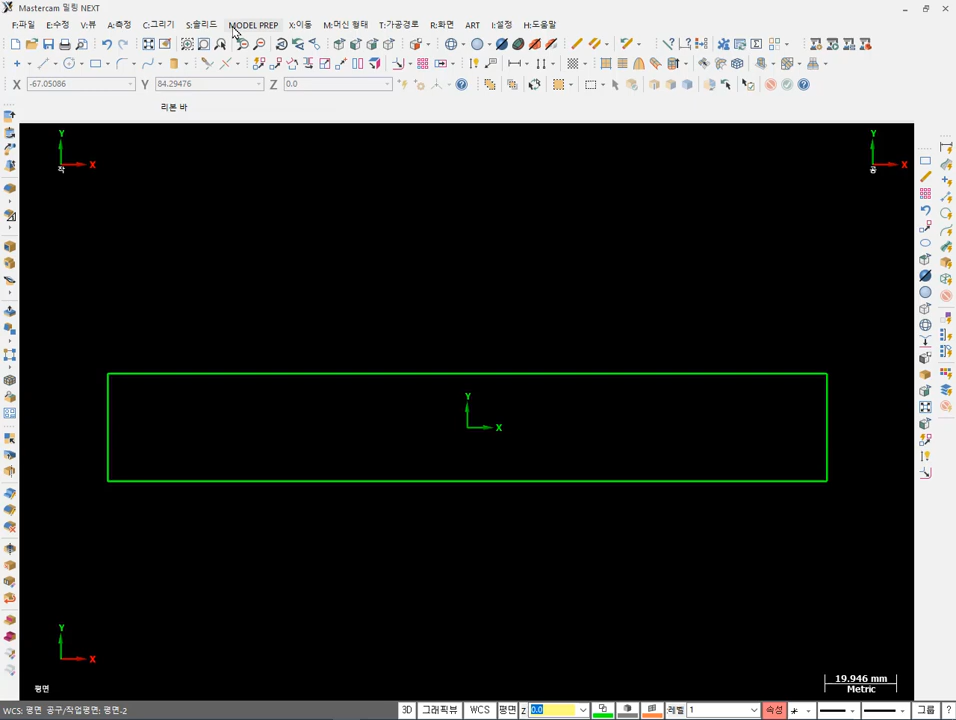 Mastercam 밀링 NEXT
F:파일 E:수정 V:뷰 A:측정 C:그리기 S:솔리드 MODEL PREP X:이동 M:머신 형태 T:가공경로 R:화면 ART I:설정 H:도움말
X -67.05086 Y 84.29476 Z 0.0
리본 바
Y X 작
Y X 공
Y X
Y X
평면
19.946 mm
Metric
WCS: 평면 공구/작업평면: 평면-2 3D 그래픽뷰 WCS 평면 Z 0.0 레벨 1 속성 그룹 ?